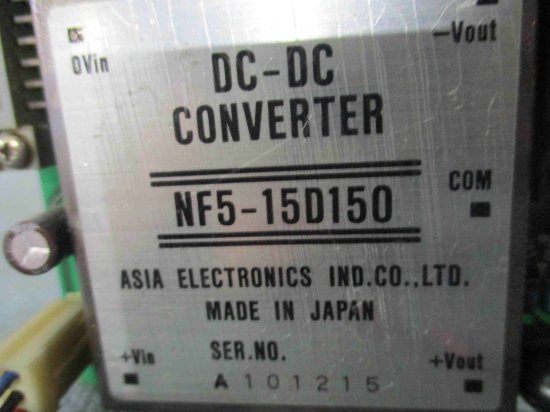 0Vin
-Vout
DC-DC
CONVERTER
NF5-15D150
COM
ASIA ELECTRONICS IND.CO.,LTD.
MADE IN JAPAN
+Vin
SER.NO.
+Vout
A101215